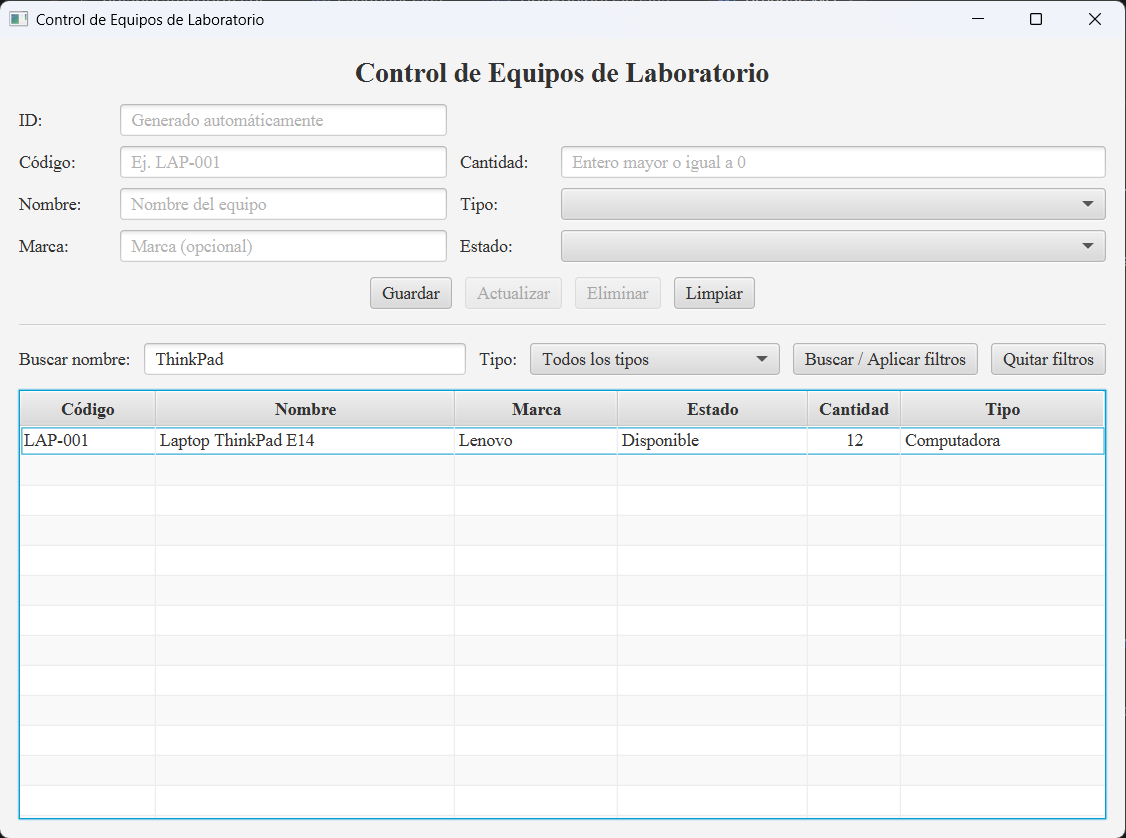 Control de Equipos de Laboratorio
Control de Equipos de Laboratorio
ID: Generado automáticamente
Código: Ej. LAP-001 Cantidad: Entero mayor o igual a 0
Nombre: Nombre del equipo Tipo:
Marca: Marca (opcional) Estado:
Guardar Actualizar Eliminar Limpiar
Buscar nombre: ThinkPad Tipo: Todos los tipos Buscar / Aplicar filtros Quitar filtros
Código Nombre Marca Estado Cantidad Tipo
LAP-001 Laptop ThinkPad E14 Lenovo Disponible 12 Computadora